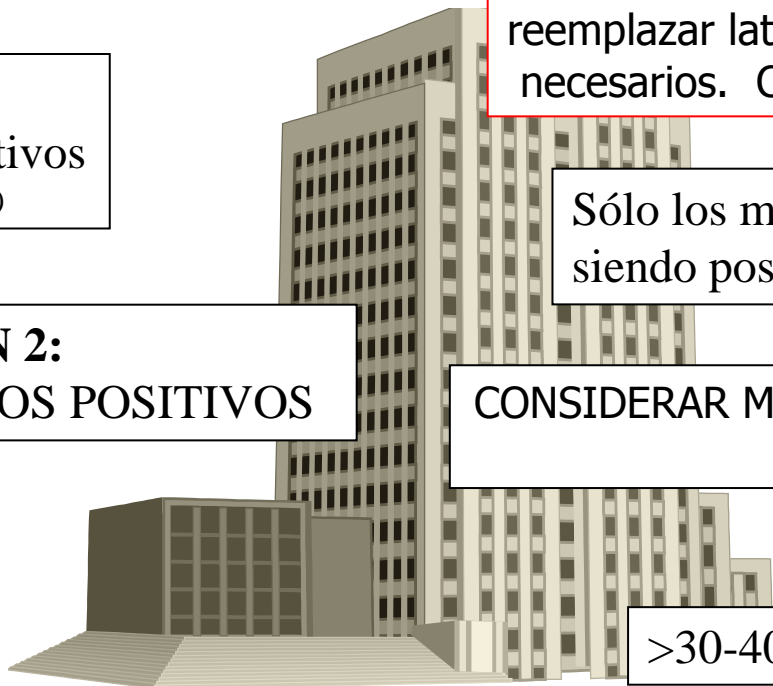 reemplazar lat
necesarios. C
tivos
)
Sólo los m
siendo pos
N 2:
OS POSITIVOS
CONSIDERAR M
>30-40